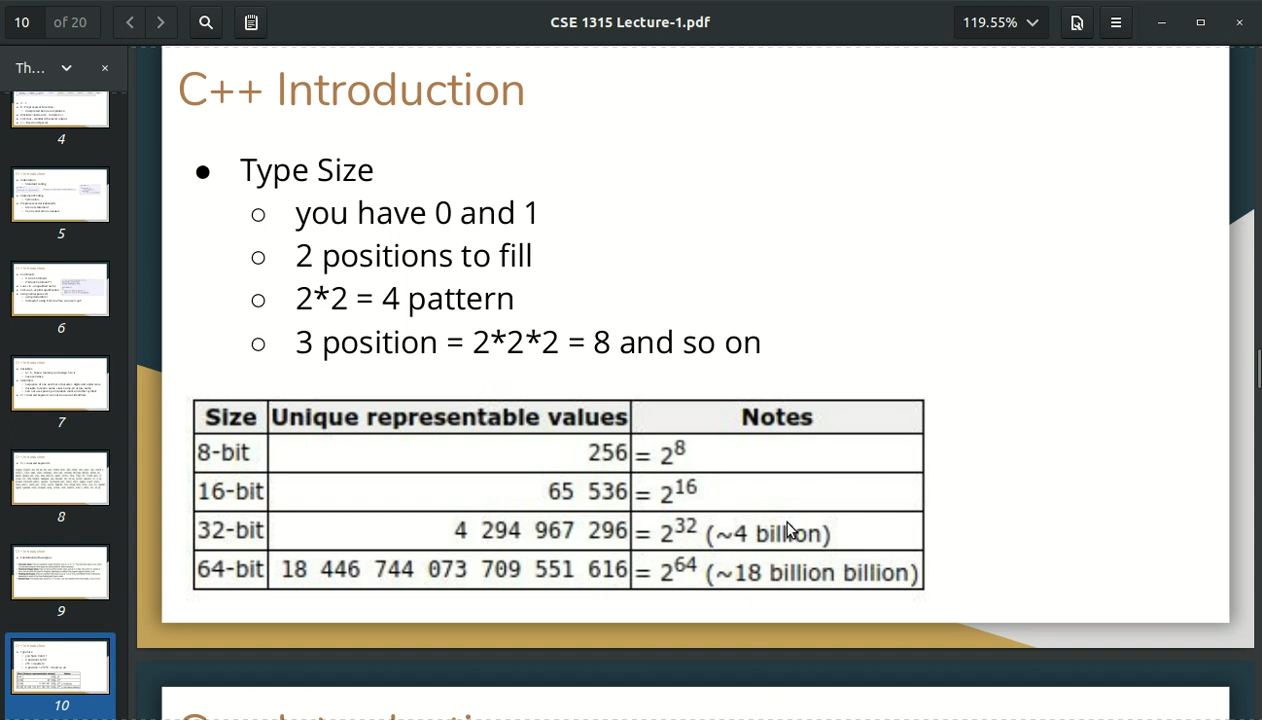 10 of 20
CSE 1315 Lecture-1.pdf
119.55%
Th...
4
5
6
7
8
9
10
C++ Introduction
Type Size
you have 0 and 1
2 positions to fill
2*2 = 4 pattern
3 position = 2*2*2 = 8 and so on
Size Unique representable values Notes
8-bit 256 = 2⁸
16-bit 65 536 = 2¹⁶
32-bit 4 294 967 296 = 2³² (~4 billion)
64-bit 18 446 744 073 709 551 616 = 2⁶⁴ (~18 billion billion)